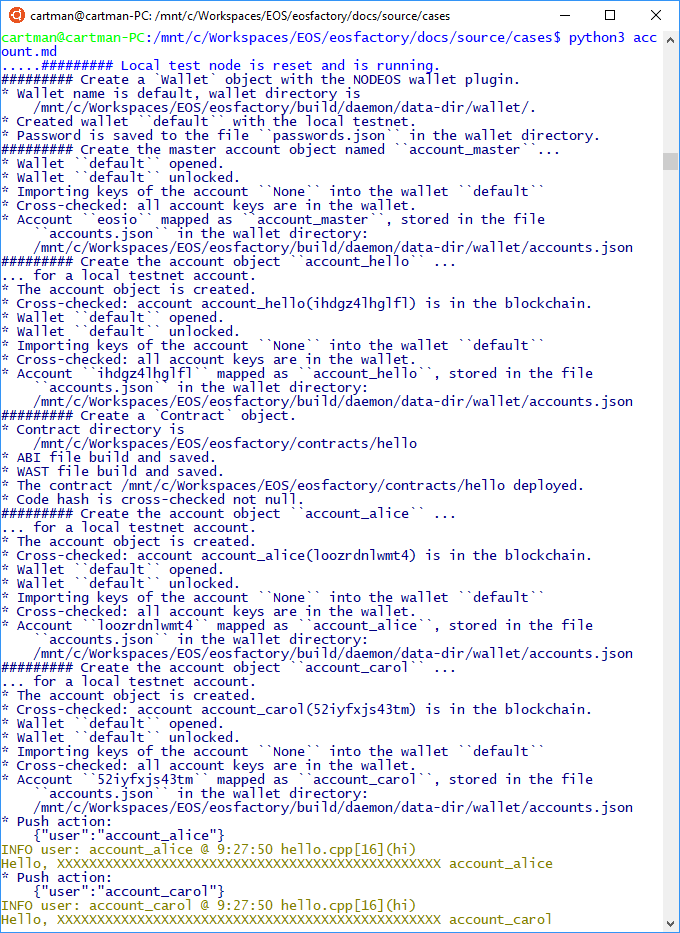 cartman@cartman-PC: /mnt/c/Workspaces/EOS/eosfactory/docs/source/cases
cartman@cartman-PC:/mnt/c/Workspaces/EOS/eosfactory/docs/source/cases$ python3 acc
ount.md
.....######### Local test node is reset and is running.
######### Create a `Wallet` object with the NODEOS wallet plugin.
* Wallet name is default, wallet directory is
/mnt/c/Workspaces/EOS/eosfactory/build/daemon/data-dir/wallet/.
* Created wallet ``default`` with the local testnet.
* Password is saved to the file ``passwords.json`` in the wallet directory.
######### Create the master account object named ``account_master``...
* Wallet ``default`` opened.
* Wallet ``default`` unlocked.
* Importing keys of the account ``None`` into the wallet ``default``
* Cross-checked: all account keys are in the wallet.
* Account ``eosio`` mapped as ``account_master``, stored in the file
``accounts.json`` in the wallet directory:
/mnt/c/Workspaces/EOS/eosfactory/build/daemon/data-dir/wallet/accounts.json
######### Create the account object ``account_hello`` ...
... for a local testnet account.
* The account object is created.
* Cross-checked: account account_hello(ihdgz4lhglfl) is in the blockchain.
* Wallet ``default`` opened.
* Wallet ``default`` unlocked.
* Importing keys of the account ``None`` into the wallet ``default``
* Cross-checked: all account keys are in the wallet.
* Account ``ihdgz4lhglfl`` mapped as ``account_hello``, stored in the file
``accounts.json`` in the wallet directory:
/mnt/c/Workspaces/EOS/eosfactory/build/daemon/data-dir/wallet/accounts.json
######### Create a `Contract` object.
* Contract directory is
/mnt/c/Workspaces/EOS/eosfactory/contracts/hello
* ABI file build and saved.
* WAST file build and saved.
* The contract /mnt/c/Workspaces/EOS/eosfactory/contracts/hello deployed.
* Code hash is cross-checked not null.
######### Create the account object ``account_alice`` ...
... for a local testnet account.
* The account object is created.
* Cross-checked: account account_alice(loozrdnlwmt4) is in the blockchain.
* Wallet ``default`` opened.
* Wallet ``default`` unlocked.
* Importing keys of the account ``None`` into the wallet ``default``
* Cross-checked: all account keys are in the wallet.
* Account ``loozrdnlwmt4`` mapped as ``account_alice``, stored in the file
``accounts.json`` in the wallet directory:
/mnt/c/Workspaces/EOS/eosfactory/build/daemon/data-dir/wallet/accounts.json
######### Create the account object ``account_carol`` ...
... for a local testnet account.
* The account object is created.
* Cross-checked: account account_carol(52iyfxjs43tm) is in the blockchain.
* Wallet ``default`` opened.
* Wallet ``default`` unlocked.
* Importing keys of the account ``None`` into the wallet ``default``
* Cross-checked: all account keys are in the wallet.
* Account ``52iyfxjs43tm`` mapped as ``account_carol``, stored in the file
``accounts.json`` in the wallet directory:
/mnt/c/Workspaces/EOS/eosfactory/build/daemon/data-dir/wallet/accounts.json
* Push action:
{"user":"account_alice"}
INFO user: account_alice @ 9:27:50 hello.cpp[16](hi)
Hello, XXXXXXXXXXXXXXXXXXXXXXXXXXXXXXXXXXXXXXXXXXXXXXXX account_alice
* Push action:
{"user":"account_carol"}
INFO user: account_carol @ 9:27:50 hello.cpp[16](hi)
Hello, XXXXXXXXXXXXXXXXXXXXXXXXXXXXXXXXXXXXXXXXXXXXXXXX account_carol